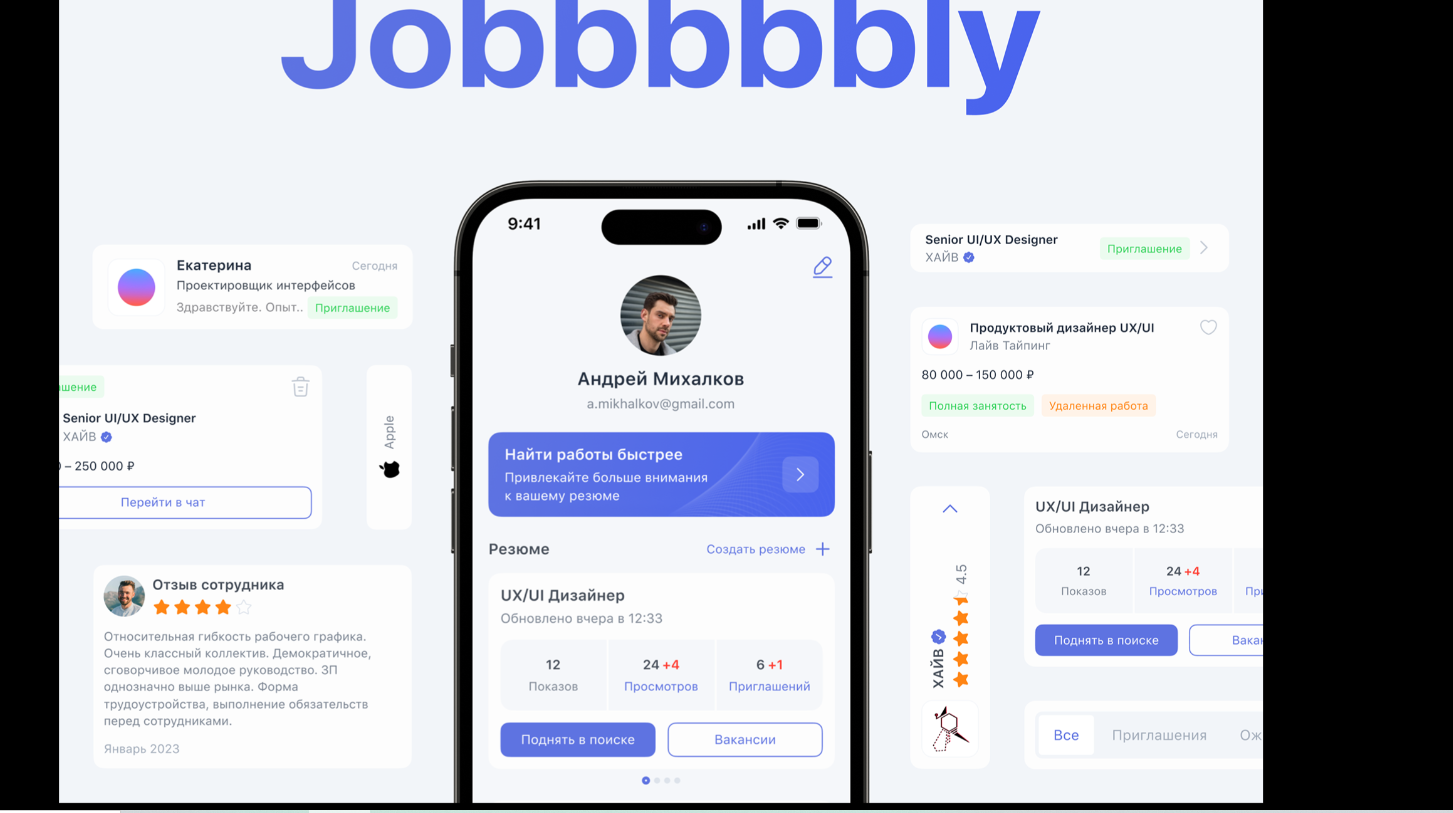 Jobbbbbly
Екатерина
Сегодня
Проектировщик интерфейсов
Здравствуйте. Опыт..
Приглашение
ашение
Senior UI/UX Designer
ХАЙВ
– 250 000 ₽
Перейти в чат
Apple
Отзыв сотрудника
Относительная гибкость рабочего графика.
Очень классный коллектив. Демократичное,
сговорчивое молодое руководство. ЗП
однозначно выше рынка. Форма
трудоустройства, выполнение обязательств
перед сотрудниками.
Январь 2023
9:41
Андрей Михалков
a.mikhalkov@gmail.com
Найти работы быстрее
Привлекайте больше внимания
к вашему резюме
Резюме
Создать резюме
UX/UI Дизайнер
Обновлено вчера в 12:33
12
24 +4
6 +1
Показов
Просмотров
Приглашений
Поднять в поиске
Вакансии
Senior UI/UX Designer
ХАЙВ
Приглашение
Продуктовый дизайнер UX/UI
Лайв Тайпинг
80 000 – 150 000 ₽
Полная занятость
Удаленная работа
Омск
Сегодня
4.5
ХАЙВ
UX/UI Дизайнер
Обновлено вчера в 12:33
12
24 +4
Показов
Просмотров
При
Поднять в поиске
Вакан
Все
Приглашения
Ож